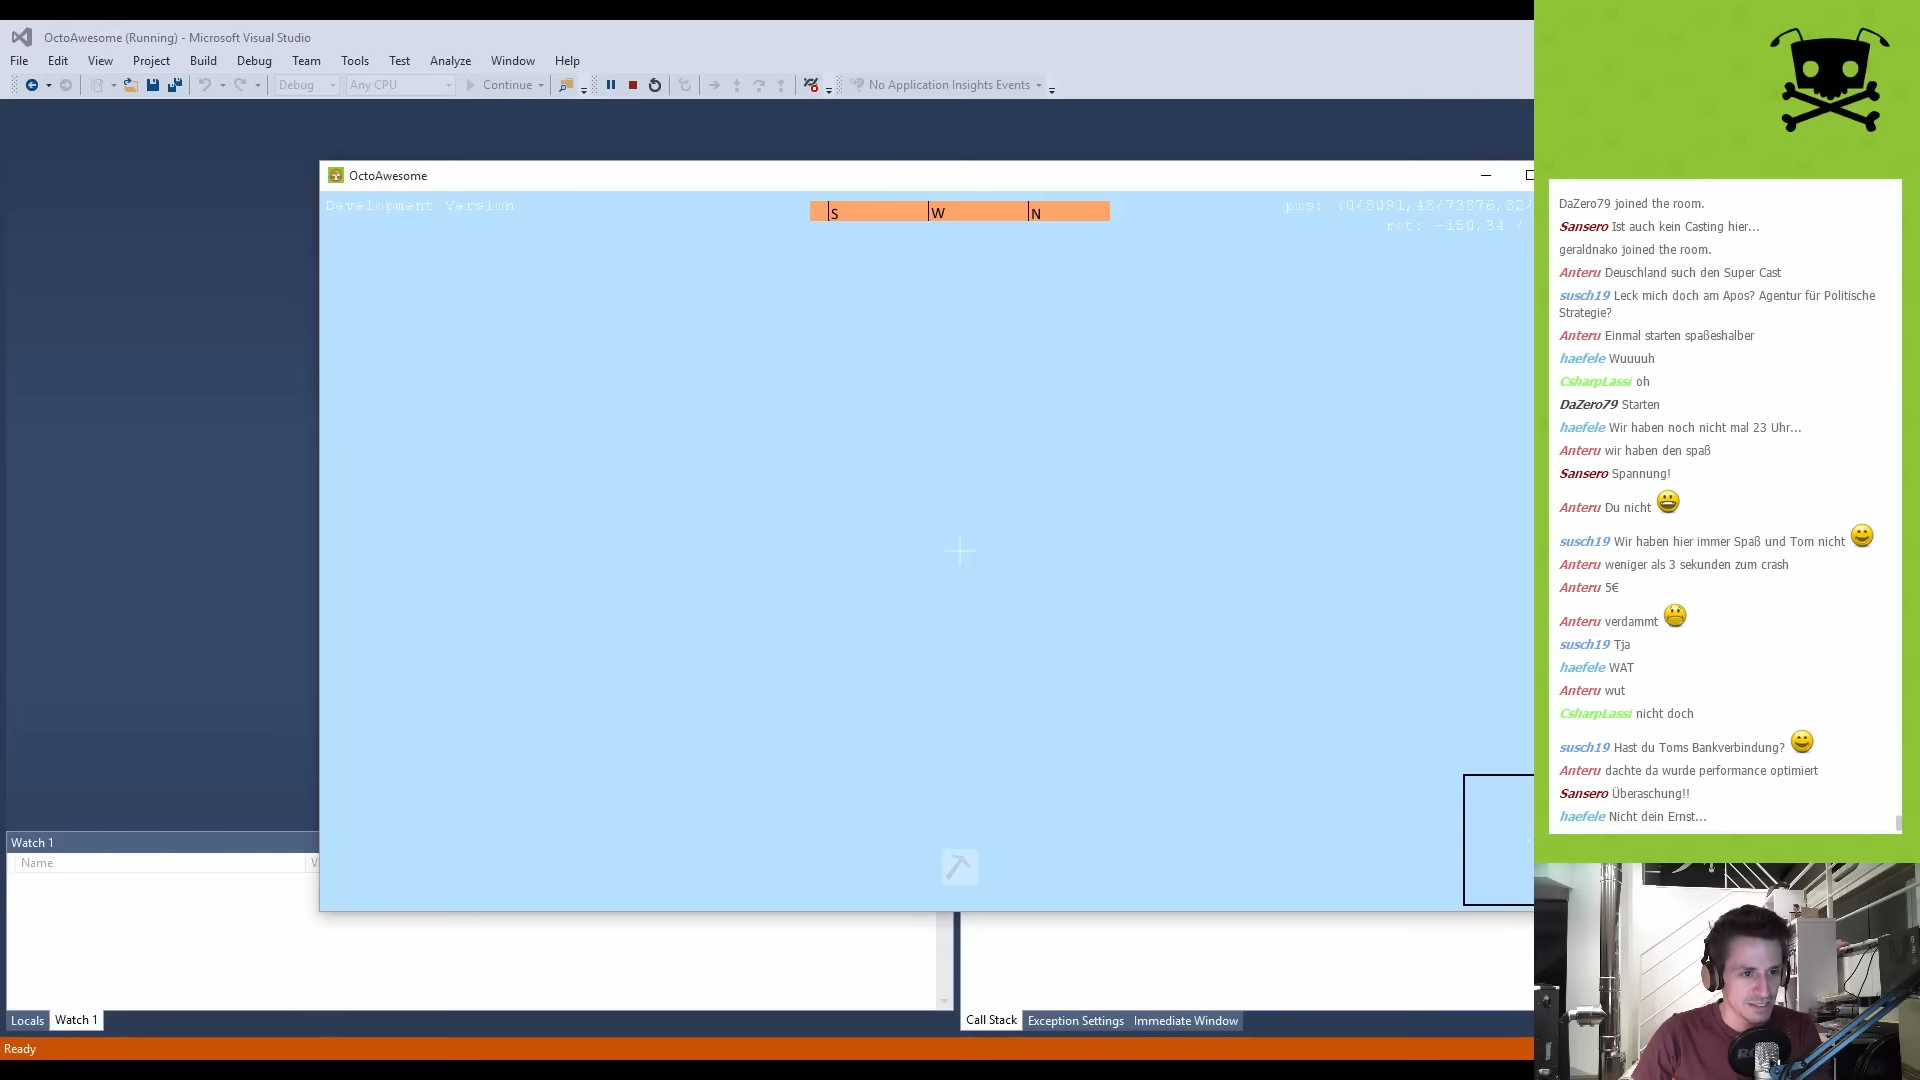 OctoAwesome (Running) - Microsoft Visual Studio
File Edit View Project Build Debug Team Tools Test Analyze Window Help
Debug Any CPU Continue No Application Insights Events
OctoAwesome
Development Version
S W N
rot: -150,34 /
DaZero79 joined the room.
Sansero Ist auch kein Casting hier...
geraldnako joined the room.
Anteru Deuschland such den Super Cast
susch19 Leck mich doch am Apos? Agentur für Politische
Strategie?
Anteru Einmal starten spaßeshalber
haefele Wuuuuh
CsharpLassi oh
DaZero79 Starten
haefele Wir haben noch nicht mal 23 Uhr...
Anteru wir haben den spaß
Sansero Spannung!
Anteru Du nicht
susch19 Wir haben hier immer Spaß und Tom nicht
Anteru weniger als 3 sekunden zum crash
Anteru 5€
Anteru verdammt
susch19 Tja
haefele WAT
Anteru wut
CsharpLassi nicht doch
susch19 Hast du Toms Bankverbindung?
Anteru dachte da wurde performance optimiert
Sansero Überaschung!!
haefele Nicht dein Ernst...
Watch 1
Name V
Locals Watch 1
Call Stack Exception Settings Immediate Window
Ready